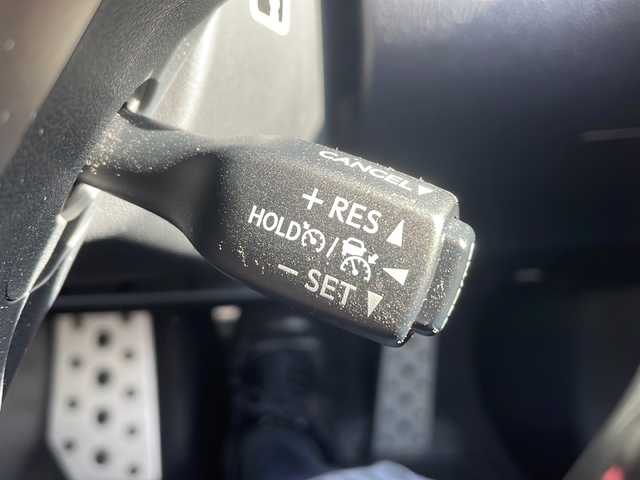 CANCEL
+ RES
HOLD /
− SET